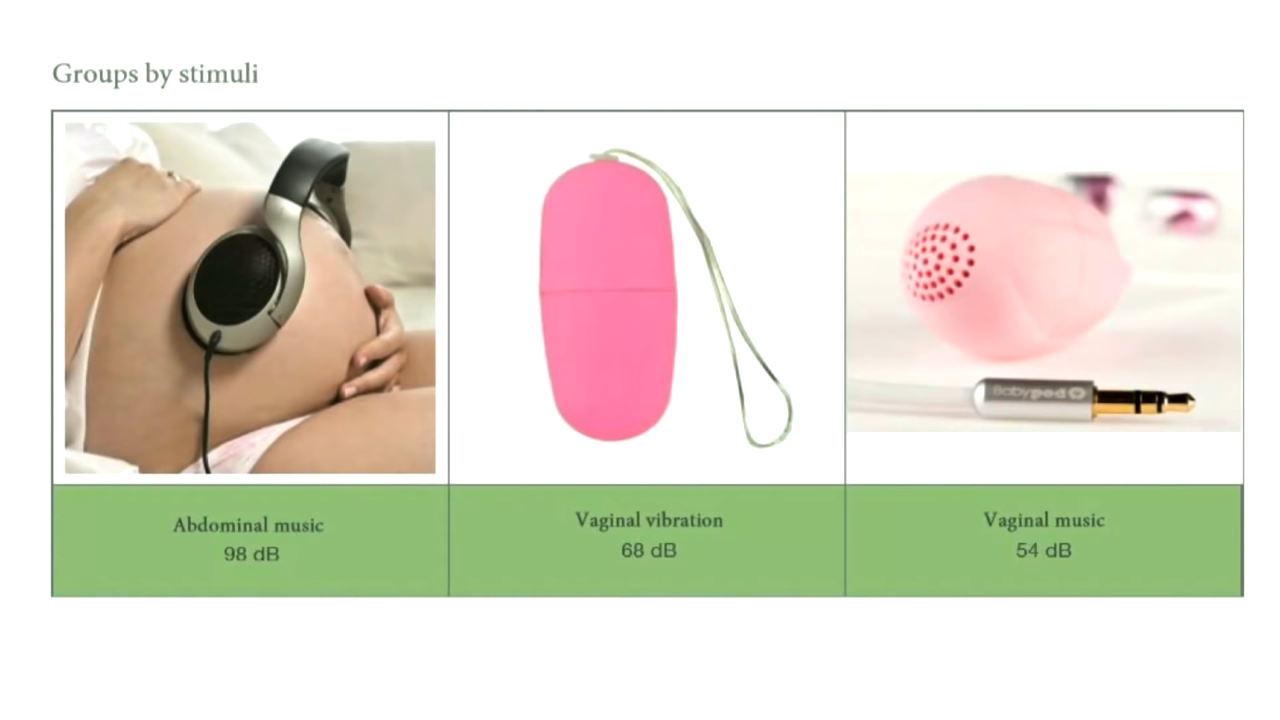 Groups by stimuli
Babypod
Abdominal music
98 dB
Vaginal vibration
68 dB
Vaginal music
54 dB